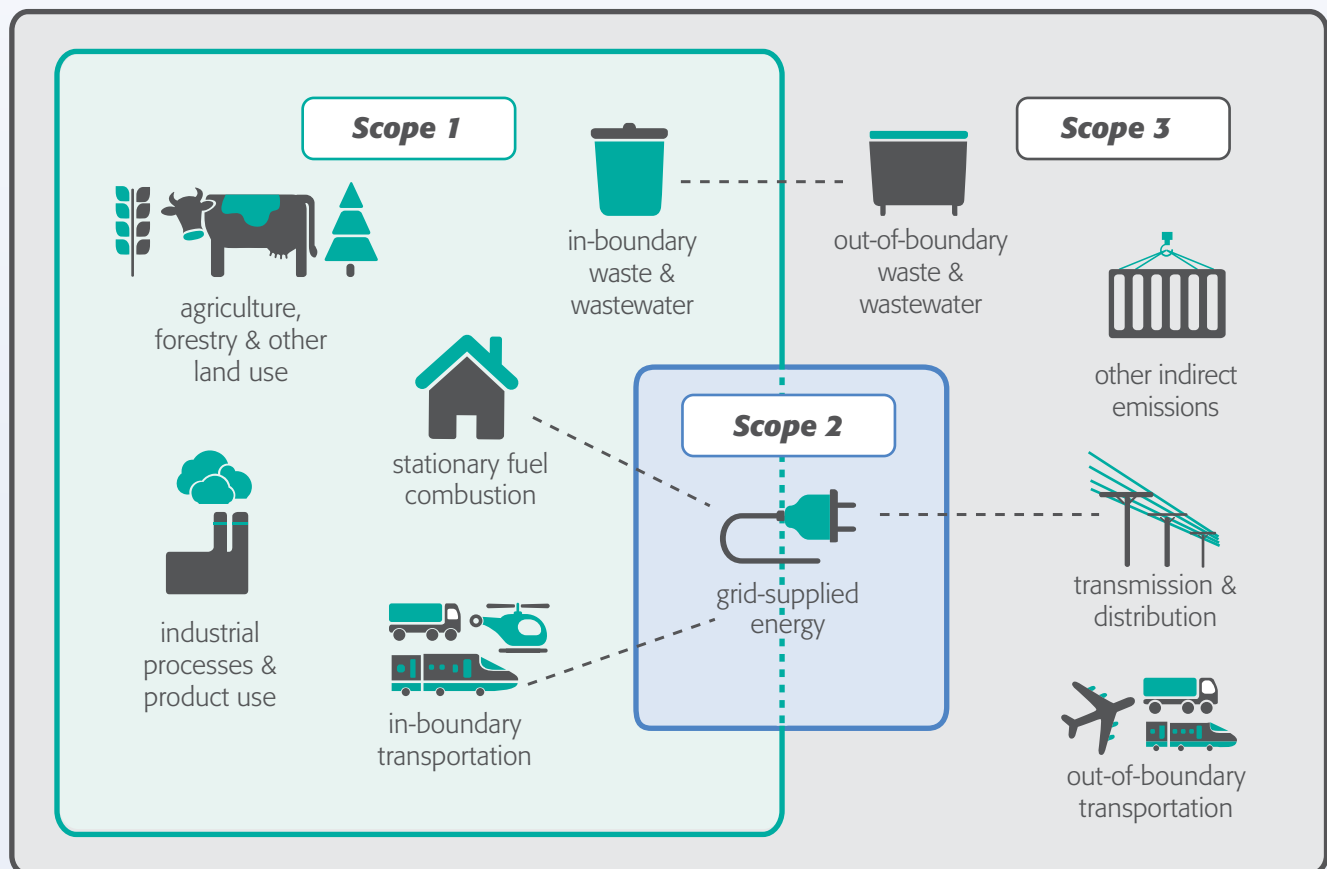 Scope 1
Scope 3
in-boundary
waste &
wastewater
out-of-boundary
waste &
wastewater
agriculture,
forestry & other
land use
other indirect
emissions
Scope 2
stationary fuel
combustion
grid-supplied
energy
transmission &
distribution
industrial
processes &
product use
in-boundary
transportation
out-of-boundary
transportation